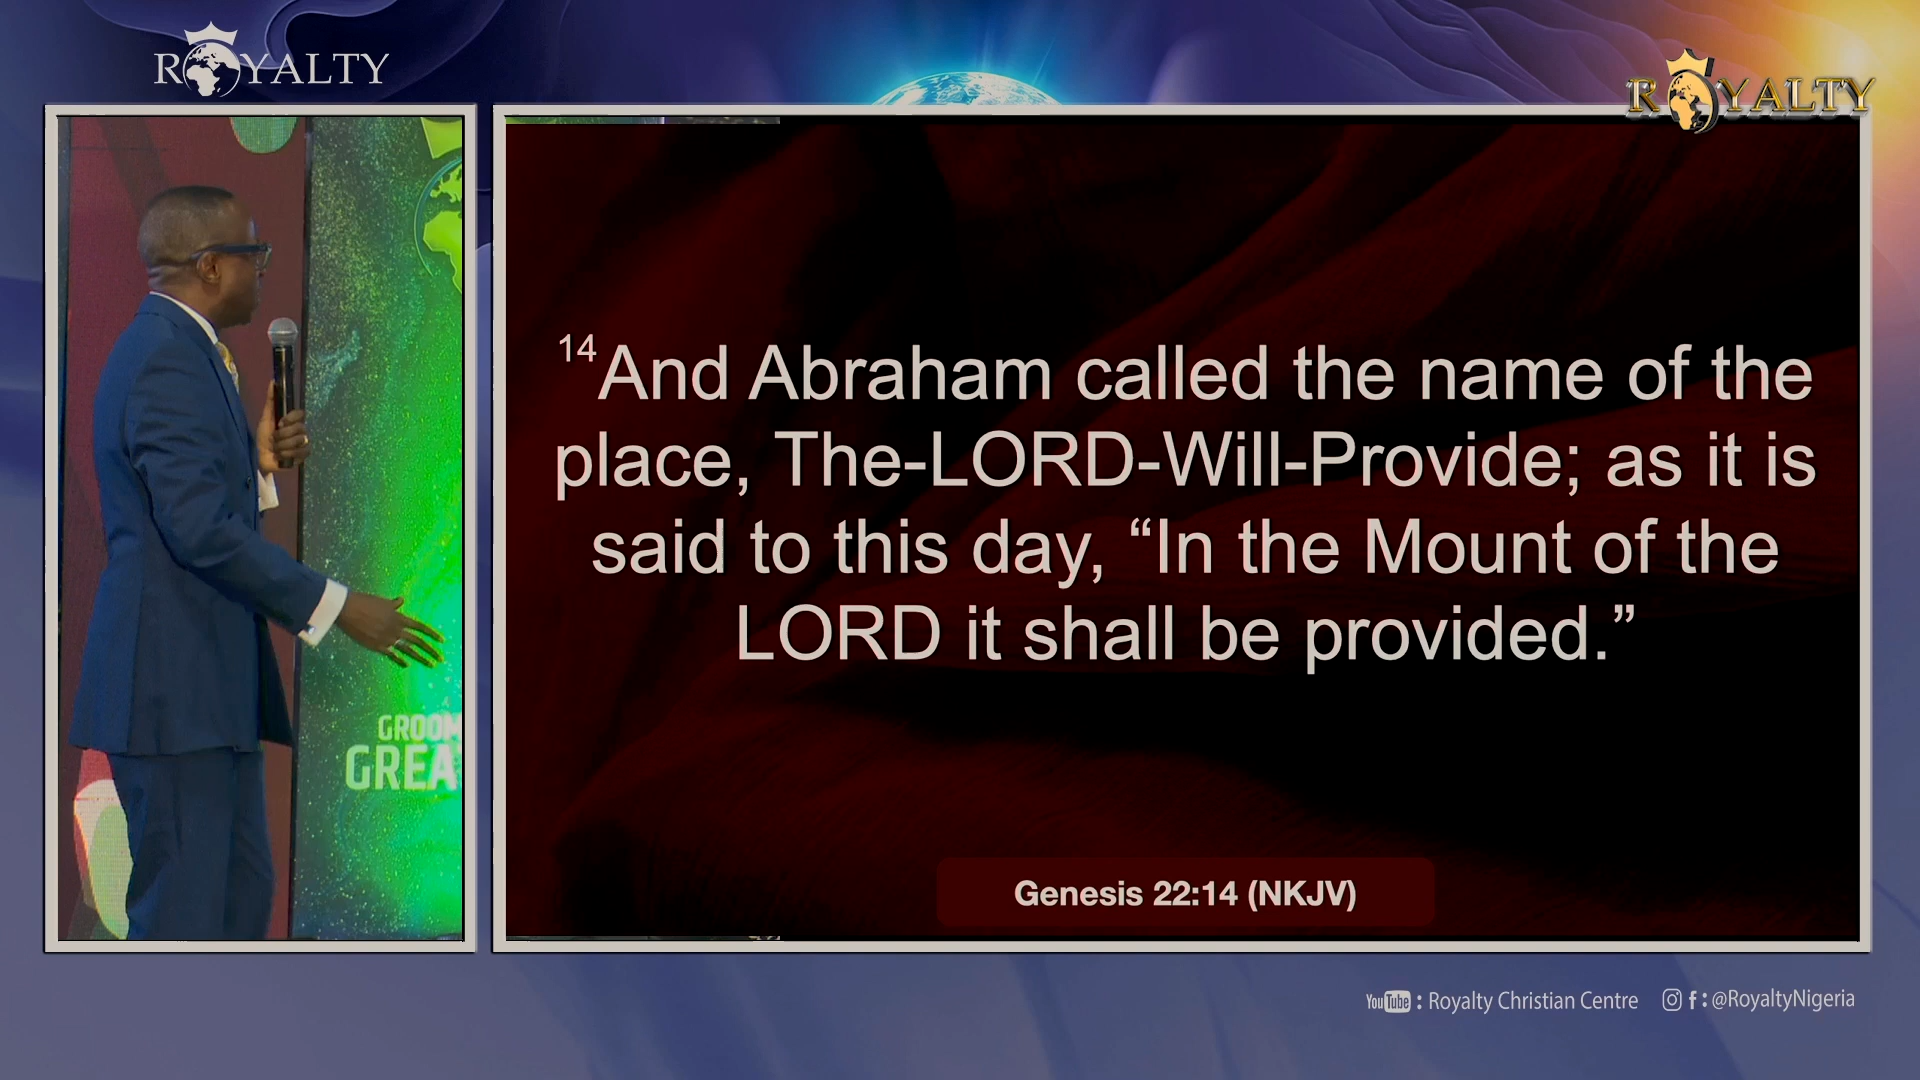 ROYALTY
ROYALTY
14 And Abraham called the name of the
place, The-LORD-Will-Provide; as it is
said to this day, “In the Mount of the
LORD it shall be provided.”
GROOM
GREA
Genesis 22:14 (NKJV)
YouTube : Royalty Christian Centre f : @RoyaltyNigeria